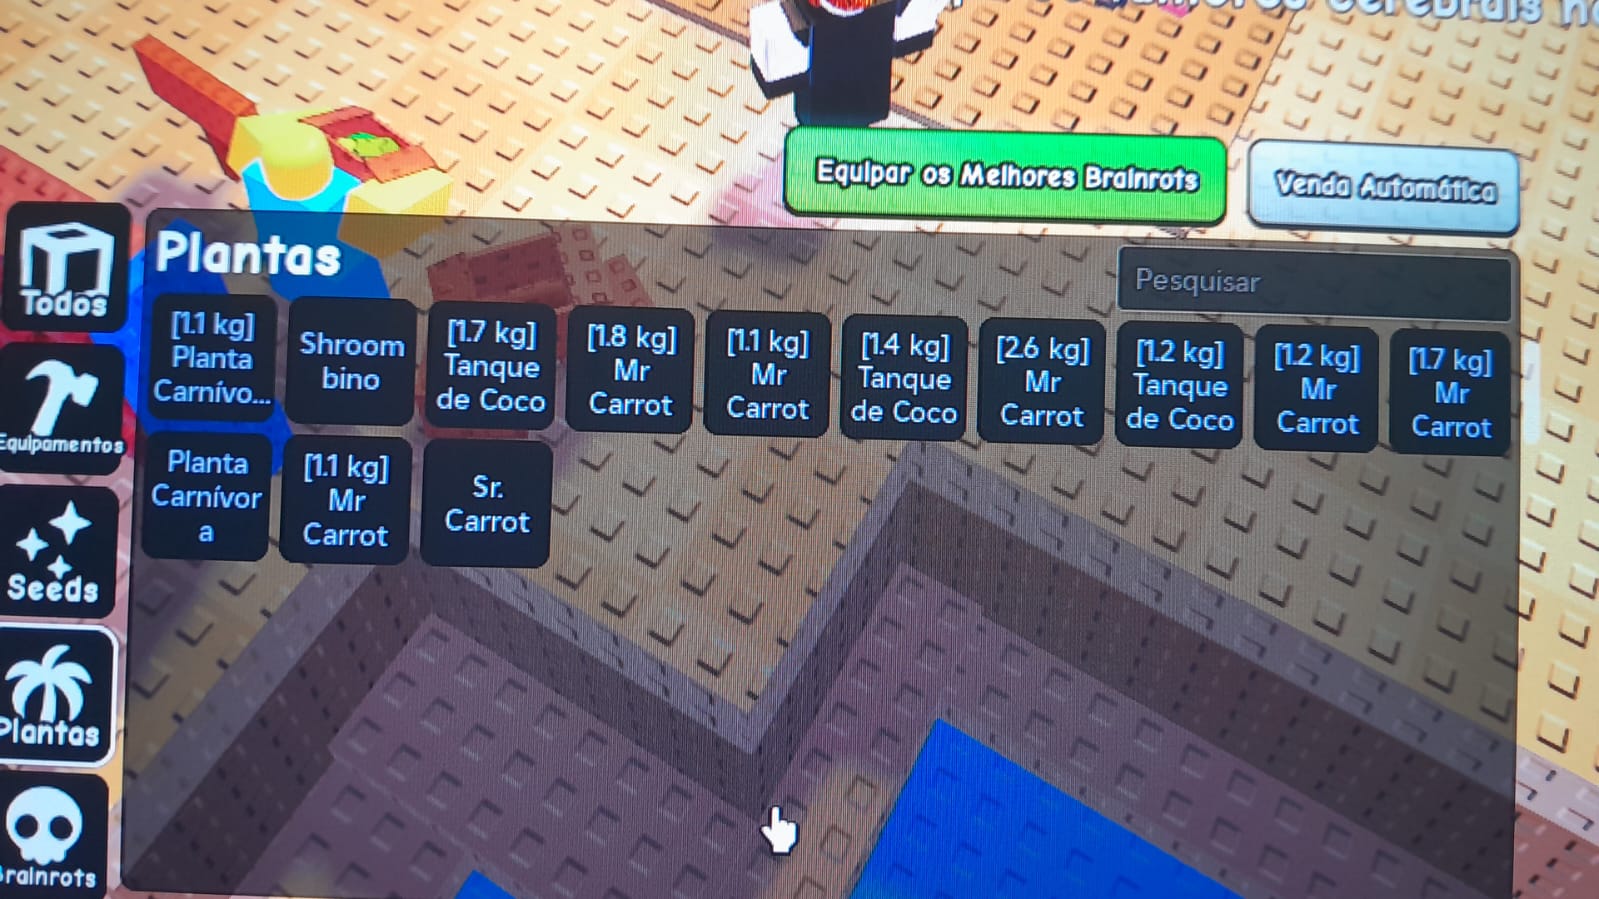 cerebrais
Equipar os Melhores Brainrots
Venda Automática
Todos
Plantas
Pesquisar
[1.1 kg]
Planta
Carnívo...
Shroom
bino
[1.7 kg]
Tanque
de Coco
[1.8 kg]
Mr
Carrot
[1.1 kg]
Mr
Carrot
[1.4 kg]
Tanque
de Coco
[2.6 kg]
Mr
Carrot
[1.2 kg]
Tanque
de Coco
[1.2 kg]
Mr
Carrot
[1.7 kg]
Mr
Carrot
Equipamentos
Planta
Carnívor
a
[1.1 kg]
Mr
Carrot
Sr.
Carrot
Seeds
Plantas
Brainrots